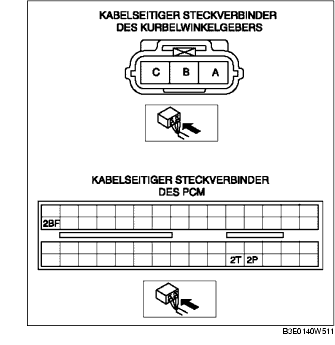 KABELSEITIGER STECKVERBINDER
DES KURBELWINKELGEBERS
C B A
KABELSEITIGER STECKVERBINDER
DES PCM
2BF
2T 2P
B3E0140W511